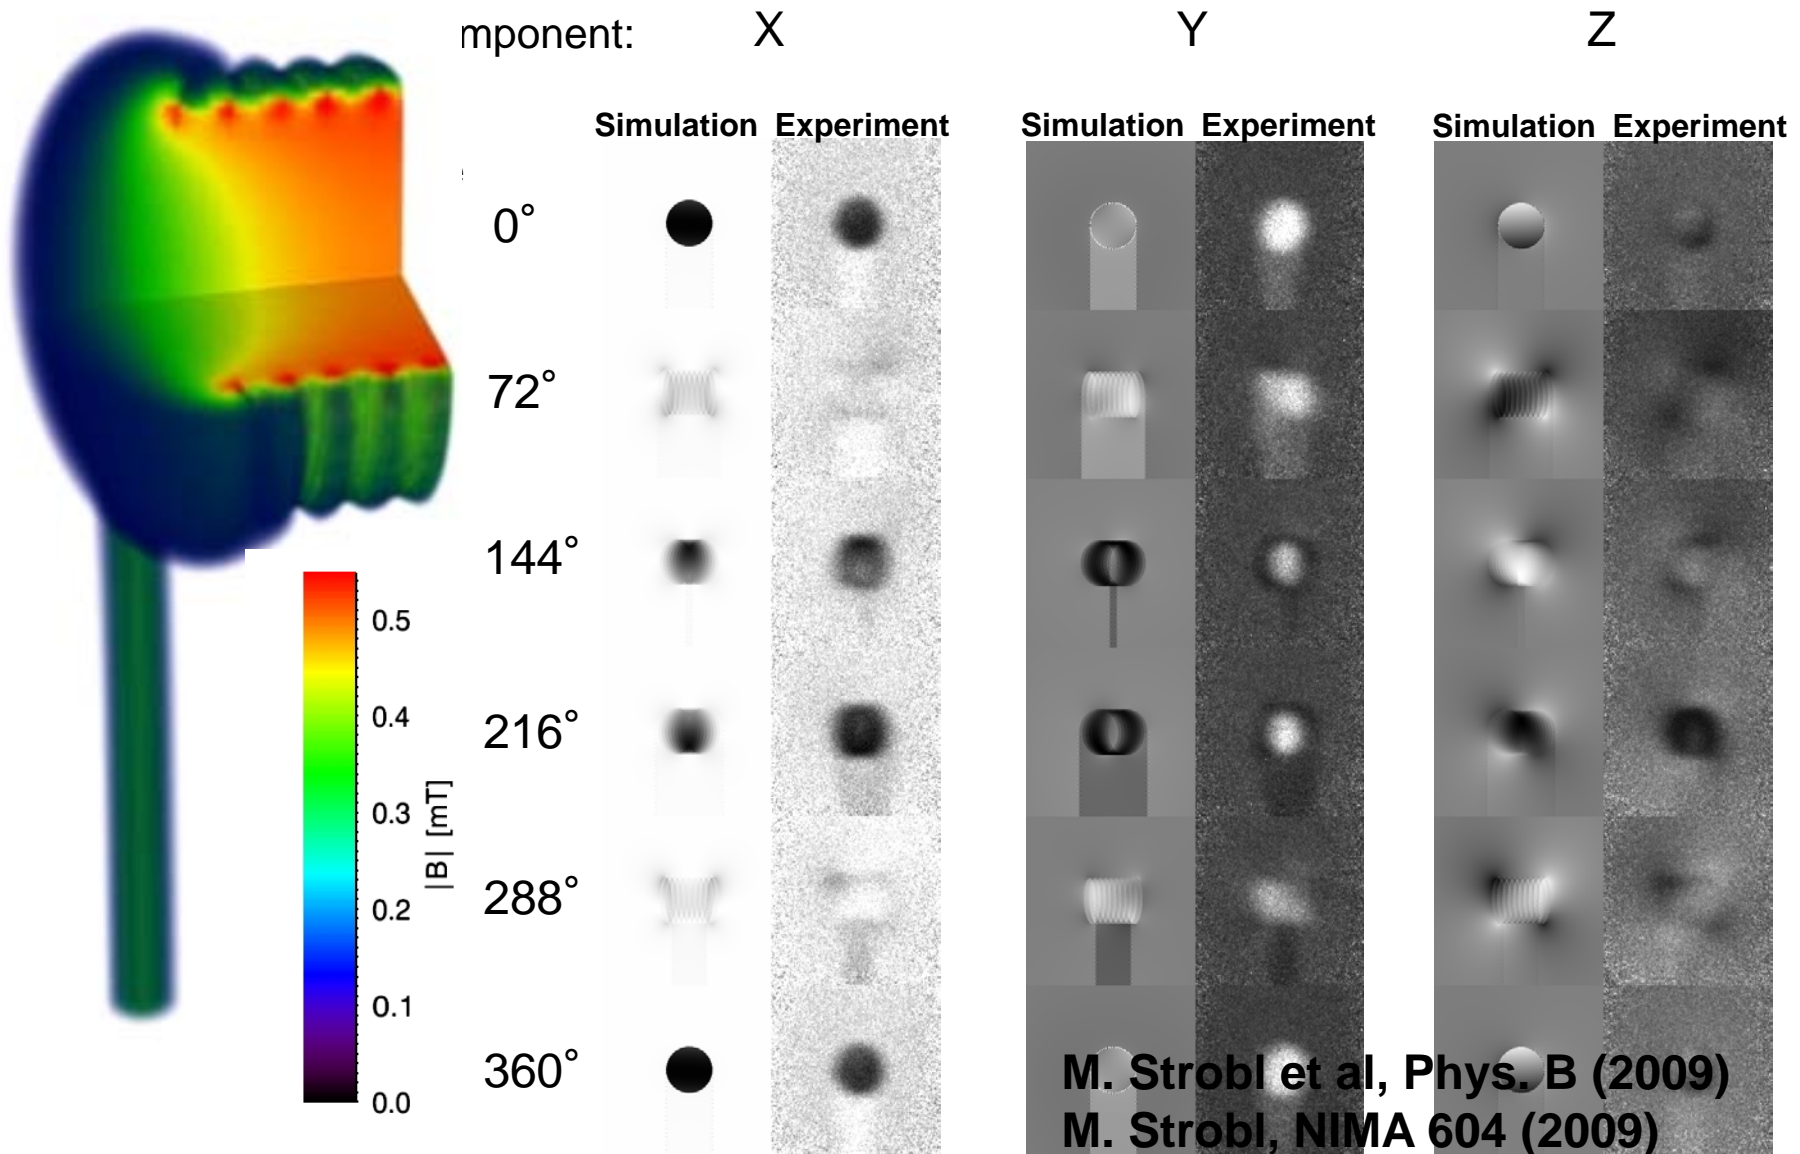 mponent: X Y Z
Simulation Experiment Simulation Experiment Simulation Experiment
0°
72°
144°
216°
288°
360°
0.5
0.4
0.3
0.2
0.1
0.0
|B| [mT]
M. Strobl et al, Phys. B (2009)
M. Strobl, NIMA 604 (2009)